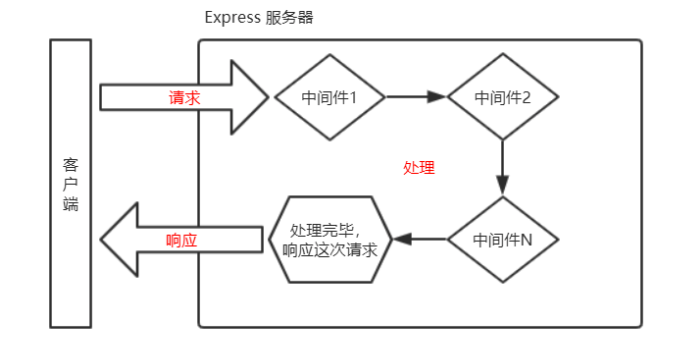 Express 服务器
客户端
请求
中间件1
中间件2
处理
响应
处理完毕，
响应这次请求
中间件N